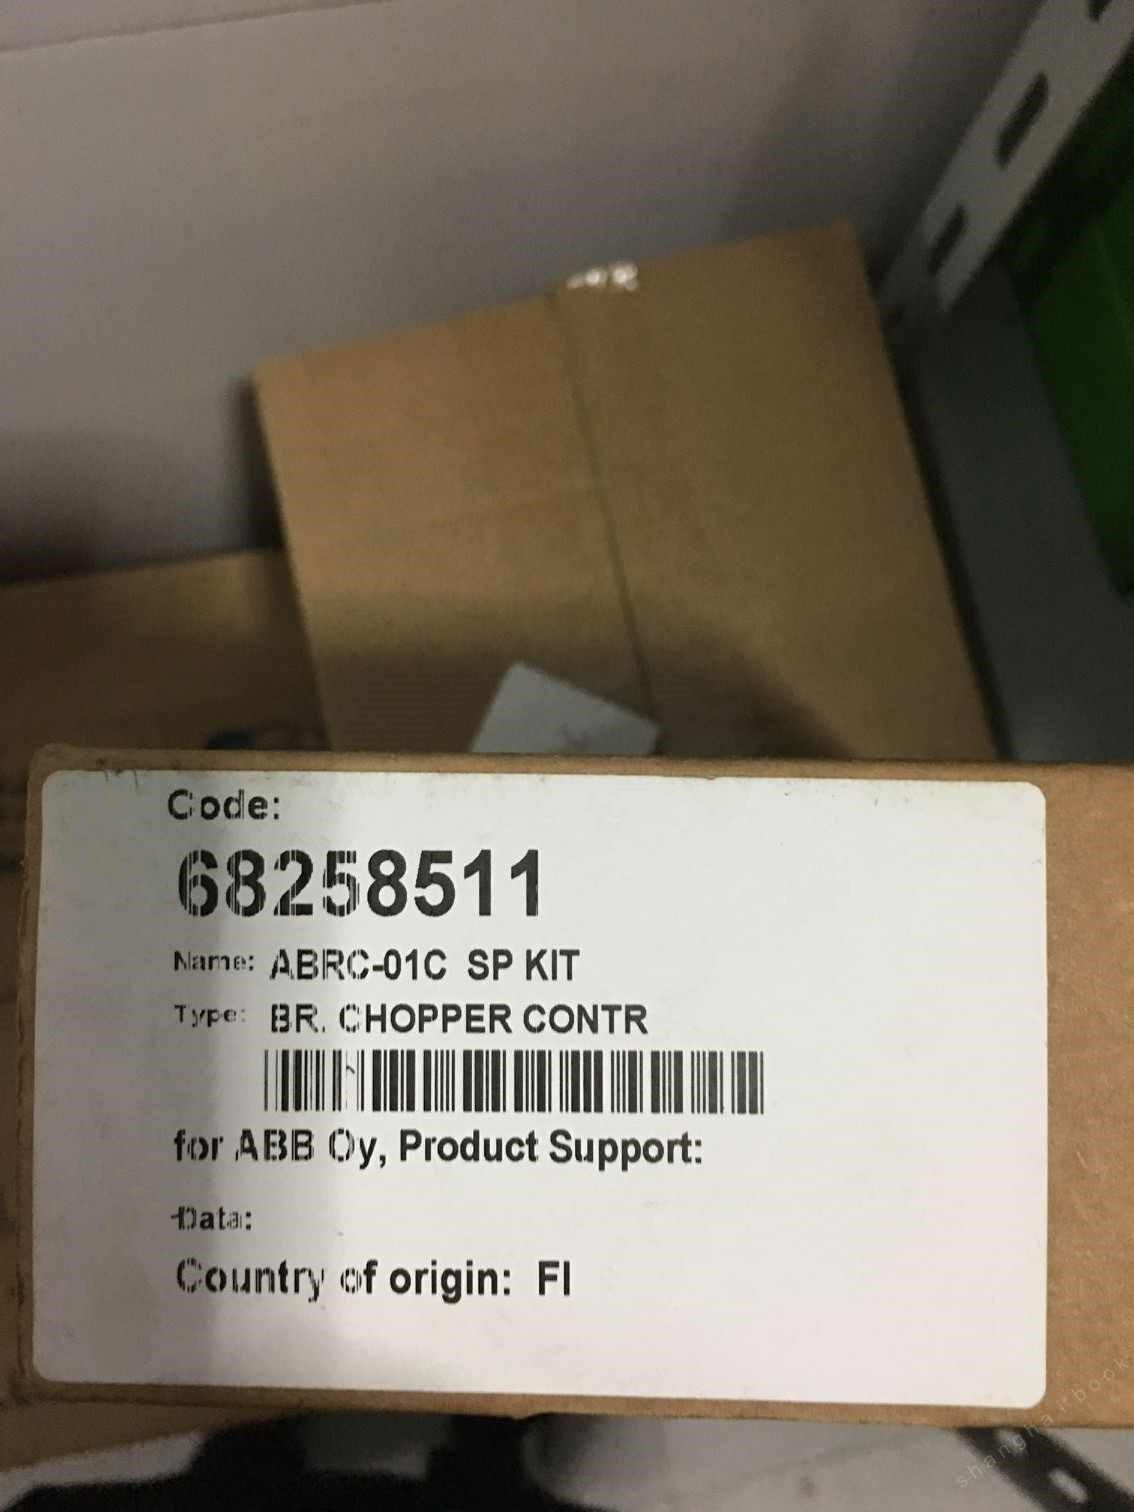 Code:
68258511
Name: ABRC-01C SP KIT
Type: BR. CHOPPER CONTR
for ABB Oy, Product Support:
Data:
Country of origin: FI